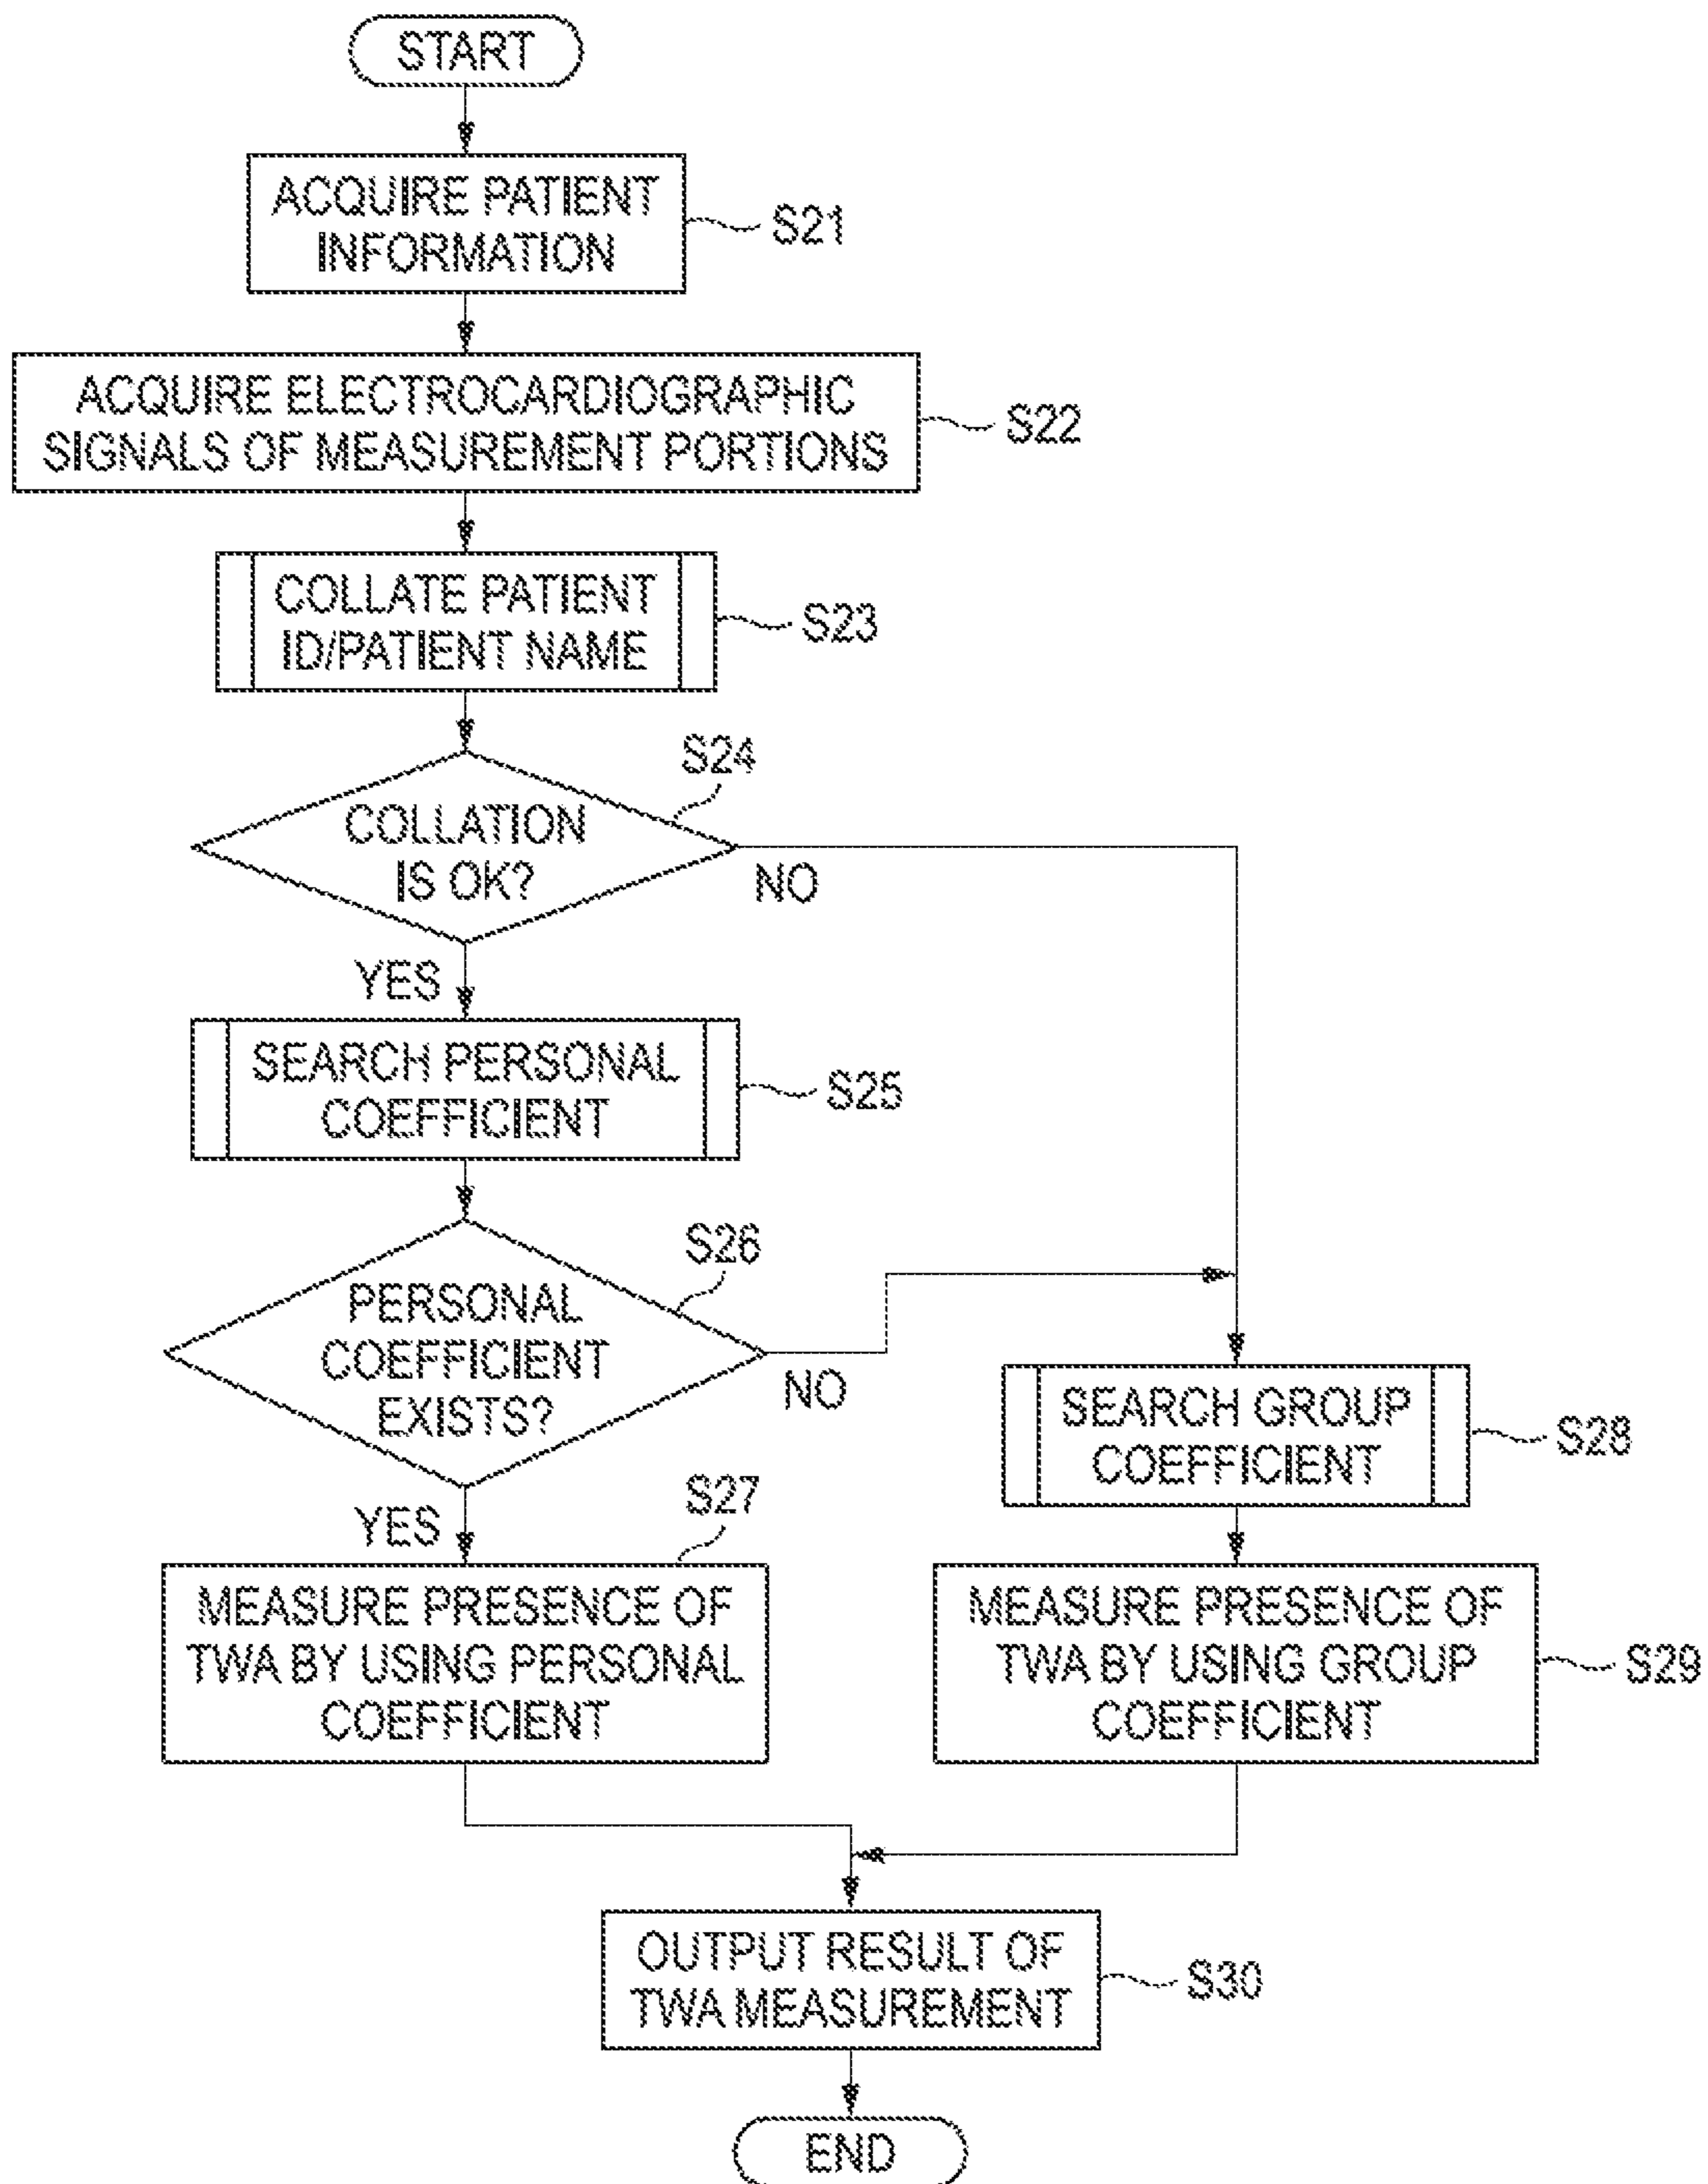 START
ACQUIRE PATIENT
INFORMATION
S21
ACQUIRE ELECTROCARDIOGRAPHIC
SIGNALS OF MEASUREMENT PORTIONS
S22
COLLATE PATIENT
ID/PATIENT NAME
S23
S24
COLLATION
IS OK?
NO
YES
SEARCH PERSONAL
COEFFICIENT
S25
S26
PERSONAL
COEFFICIENT
EXISTS?
NO
YES
S27
MEASURE PRESENCE OF
TWA BY USING PERSONAL
COEFFICIENT
SEARCH GROUP
COEFFICIENT
S28
MEASURE PRESENCE OF
TWA BY USING GROUP
COEFFICIENT
S29
OUTPUT RESULT OF
TWA MEASUREMENT
S30
END